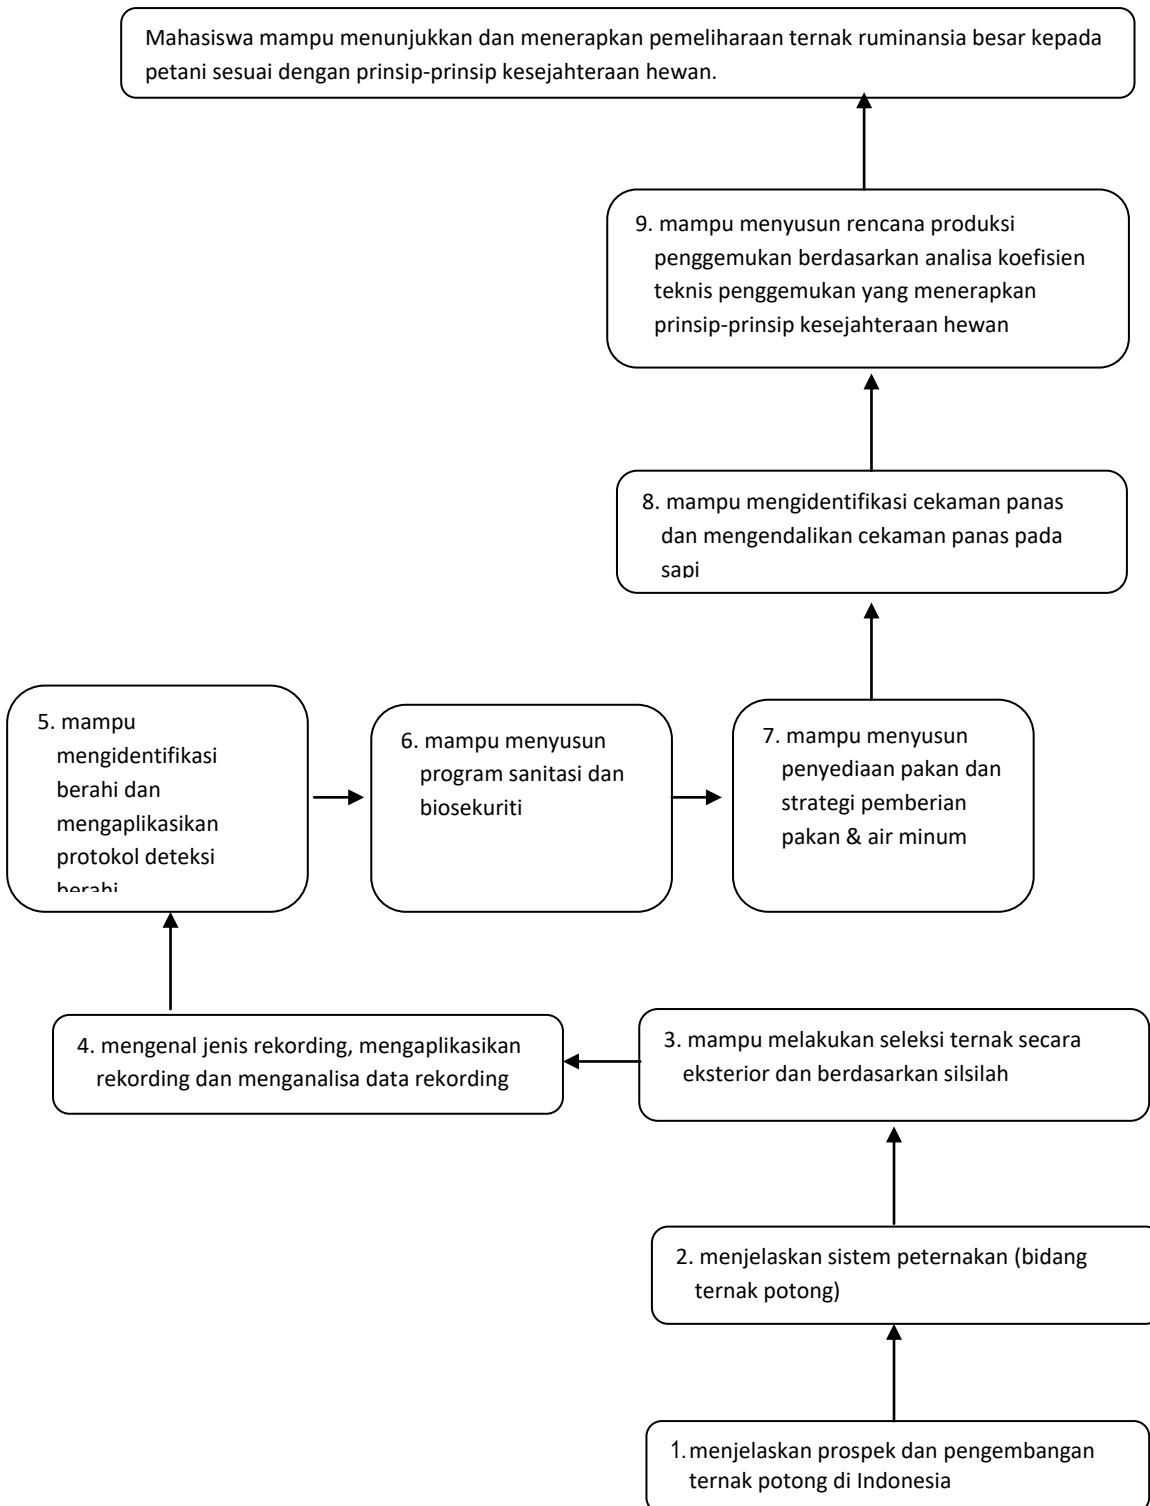 Mahasiswa mampu menunjukkan dan menerapkan pemeliharaan ternak ruminansia besar kepada
petani sesuai dengan prinsip-prinsip kesejahteraan hewan.
9. mampu menyusun rencana produksi
penggemukan berdasarkan analisa koefisien
teknis penggemukan yang menerapkan
prinsip-prinsip kesejahteraan hewan
8. mampu mengidentifikasi cekaman panas
dan mengendalikan cekaman panas pada
sapi
5. mampu
mengidentifikasi
berahi dan
mengaplikasikan
protokol deteksi
berahi
6. mampu menyusun
program sanitasi dan
biosekuriti
7. mampu menyusun
penyediaan pakan dan
strategi pemberian
pakan & air minum
4. mengenal jenis rekording, mengaplikasikan
rekording dan menganalisa data rekording
3. mampu melakukan seleksi ternak secara
eksterior dan berdasarkan silsilah
2. menjelaskan sistem peternakan (bidang
ternak potong)
1. menjelaskan prospek dan pengembangan
ternak potong di Indonesia